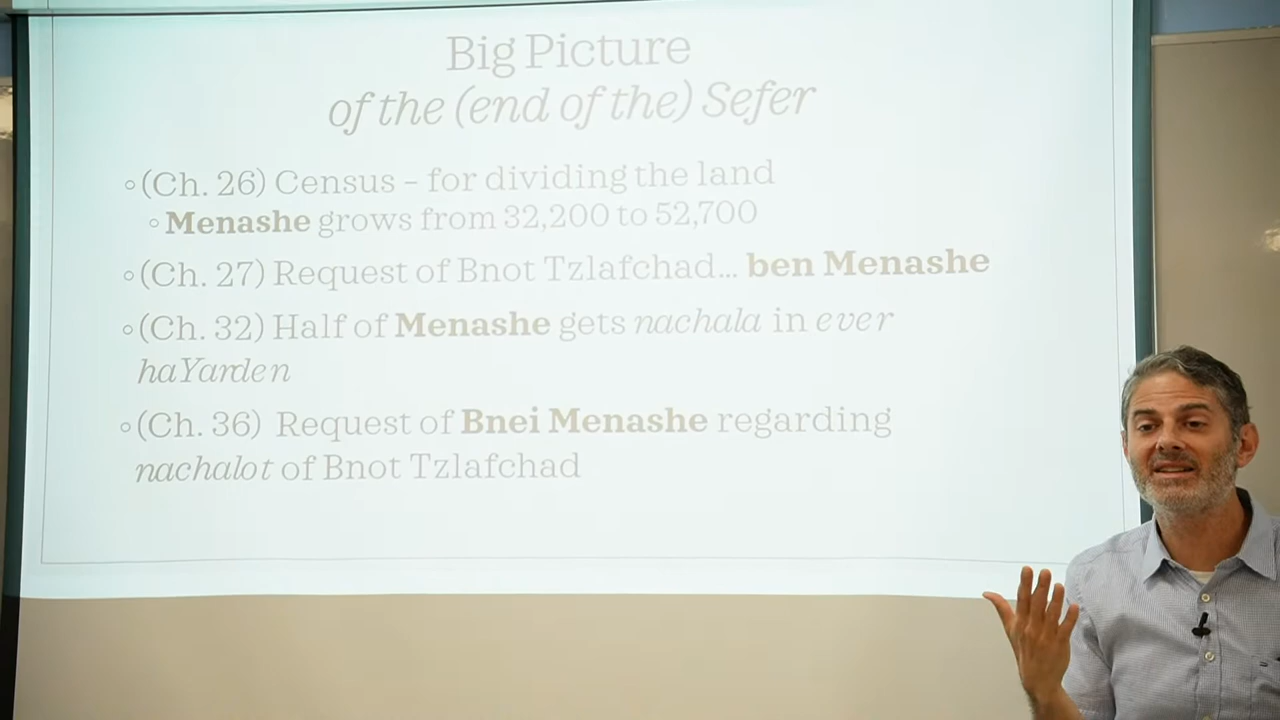 Big Picture
of the (end of the) Sefer
◦(Ch. 26) Census – for dividing the land
◦Menashe grows from 32,200 to 52,700
◦(Ch. 27) Request of Bnot Tzlafchad… ben Menashe
◦(Ch. 32) Half of Menashe gets nachala in ever
haYarden
◦(Ch. 36) Request of Bnei Menashe regarding
nachalot of Bnot Tzlafchad